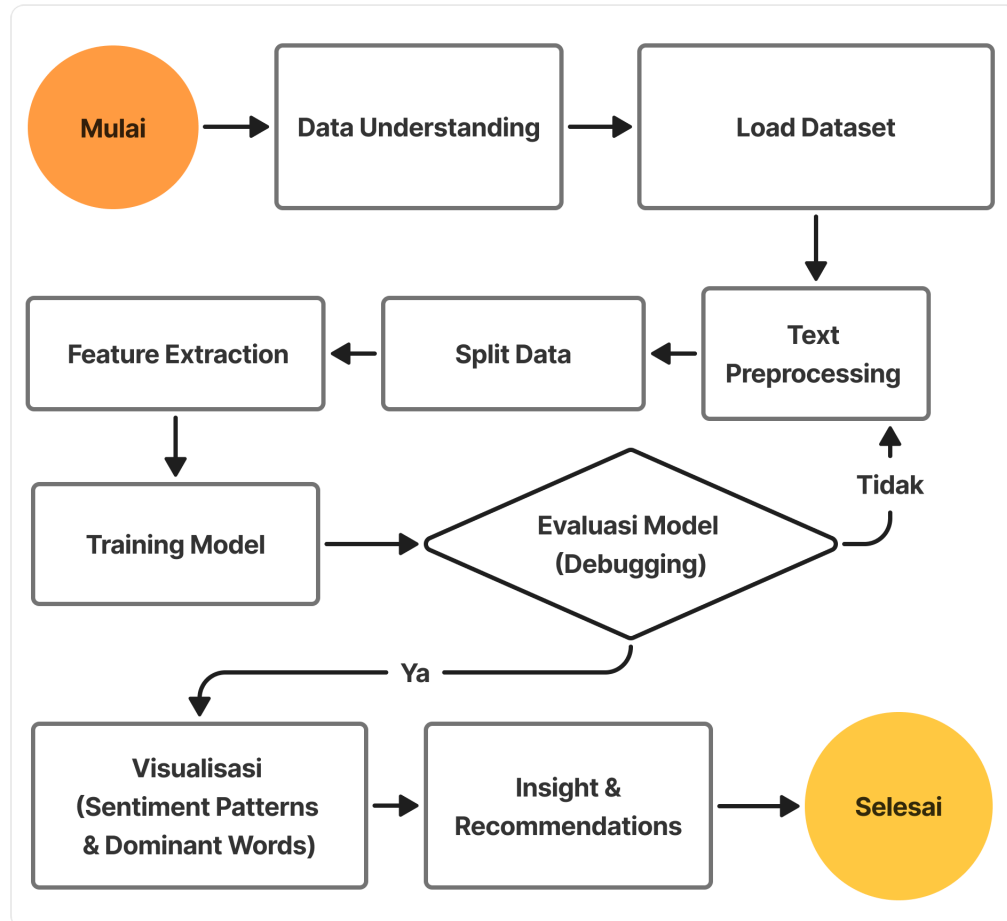 Mulai
Data Understanding
Load Dataset
Text
Preprocessing
Split Data
Feature Extraction
Training Model
Evaluasi Model
(Debugging)
Tidak
Ya
Visualisasi
(Sentiment Patterns
& Dominant Words)
Insight &
Recommendations
Selesai